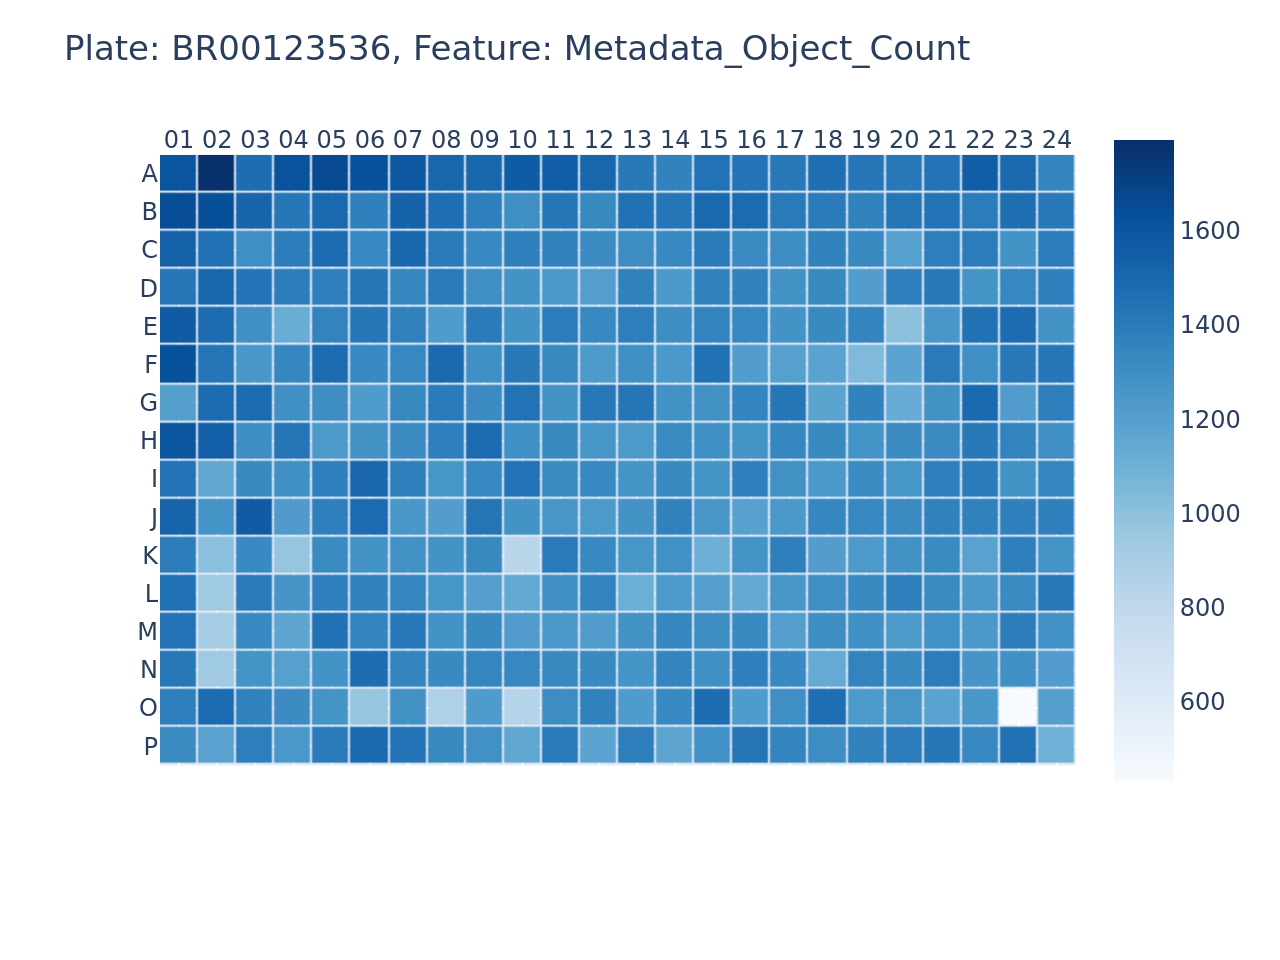 Plate: BR00123536, Feature: Metadata_Object_Count
01 02 03 04 05 06 07 08 09 10 11 12 13 14 15 16 17 18 19 20 21 22 23 24
A
B
C
D
E
F
G
H
I
J
K
L
M
N
O
P
1600
1400
1200
1000
800
600